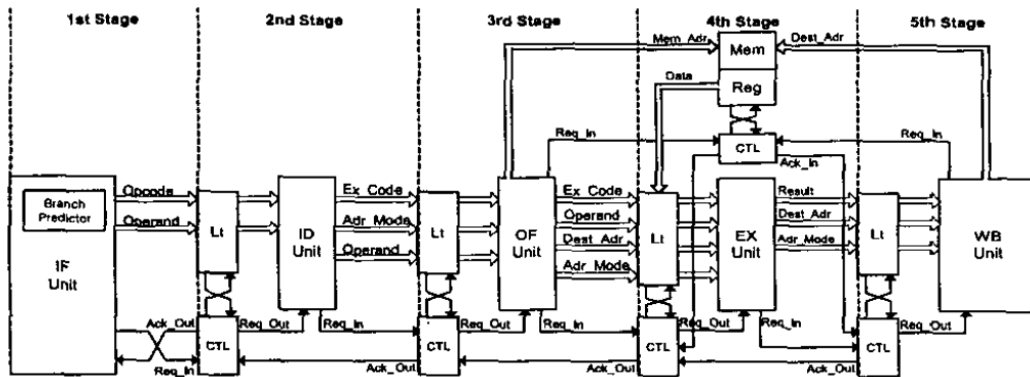 1st Stage
2nd Stage
3rd Stage
4th Stage
5th Stage
Mem_Adr
Mem
Dest_Adr
Data
Reg
Req_In
CTL
Req_In
Ack_In
Branch
Predictor
IF
Unit
Opcode
Operand
Lt
ID
Unit
Ex_Code
Adr_Mode
Operand
Lt
OF
Unit
Ex_Code
Operand
Dest_Adr
Adr_Mode
Lt
EX
Unit
Result
Dest_Adr
Adr_Mode
Lt
WB
Unit
Ack_Out
Req_In
CTL
Req_Out
Req_In
Ack_Out
CTL
Req_Out
Req_In
Ack_Out
CTL
Req_Out
Req_In
Ack_Out
CTL
Req_Out